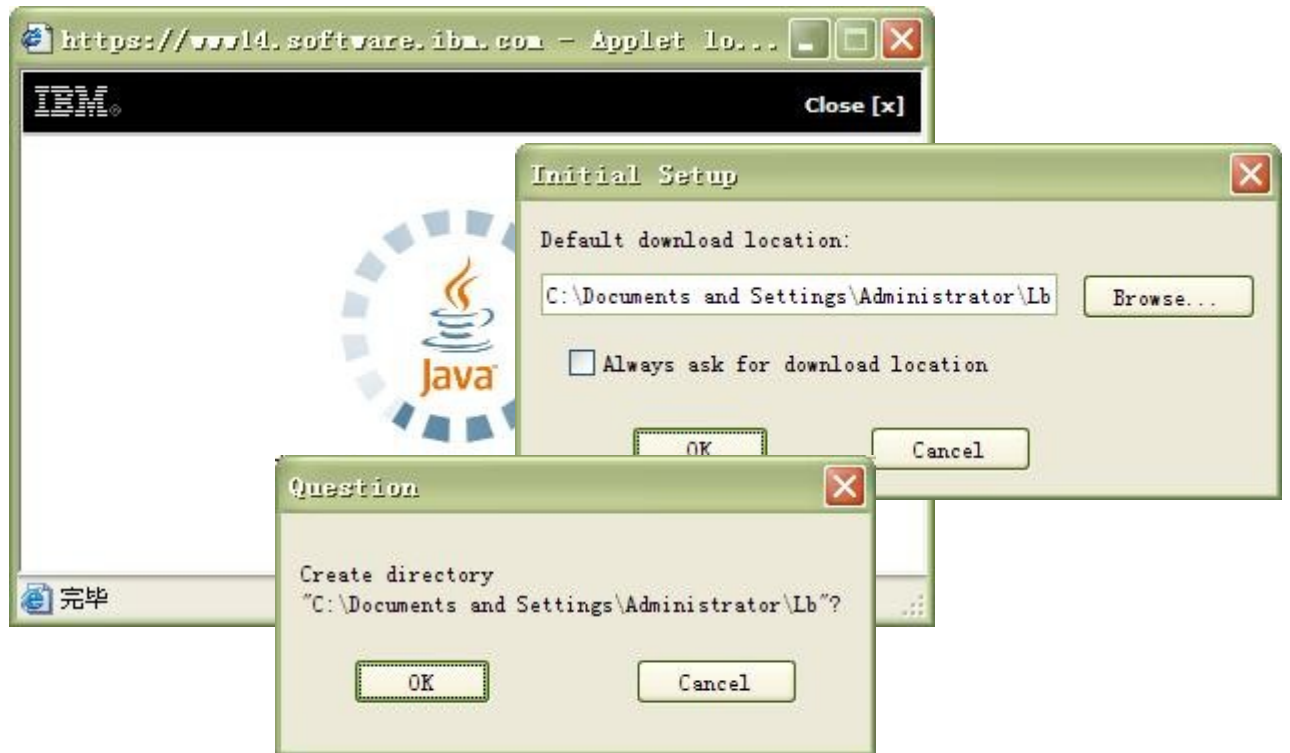 https://www14.software.ibm.com - Applet lo...
IBM®
Close [x]
Java
Initial Setup
Default download location:
C:\Documents and Settings\Administrator\Lb
Browse...
Always ask for download location
OK
Cancel
Question
Create directory
"C:\Documents and Settings\Administrator\Lb"?
OK
Cancel
完毕